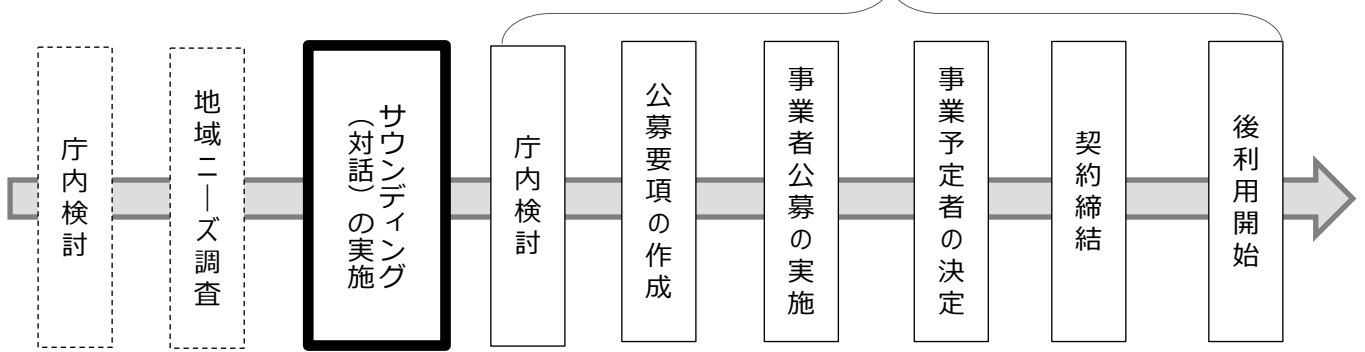 庁内検討
地域ニーズ調査
サウンディング
（対話）の実施
庁内検討
公募要項の作成
事業者公募の実施
事業予定者の決定
契約締結
後利用開始